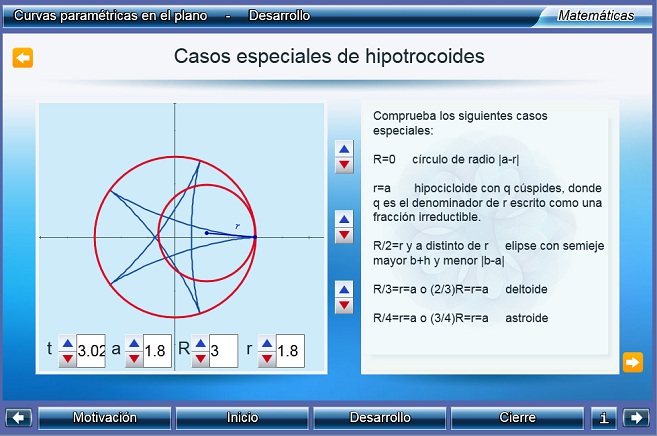 Curvas paramétricas en el plano - Desarrollo
Matemáticas
Casos especiales de hipotrocoides
Comprueba los siguientes casos
especiales:
R=0 círculo de radio |a-r|
r=a hipocicloide con q cúspides, donde
q es el denominador de r escrito como una
fracción irreductible.
R/2=r y a distinto de r elipse con semieje
mayor b+h y menor |b-a|
R/3=r=a o (2/3)R=r=a deltoide
R/4=r=a o (3/4)R=r=a astroide
r
t 3.02 a 1.8 R 3 r 1.8
Motivación Inicio Desarrollo Cierre i